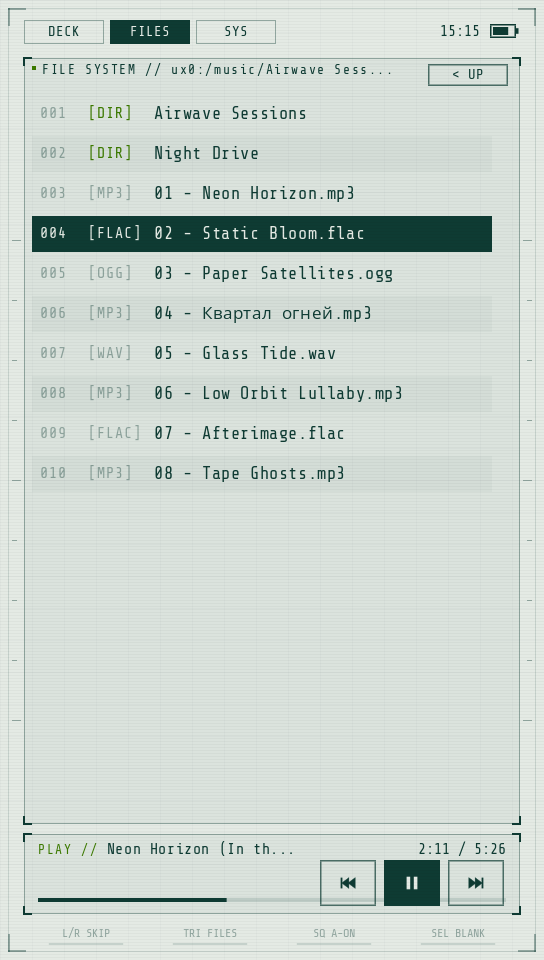 DECK FILES SYS 15:15
FILE SYSTEM // ux0:/music/Airwave Sess... < UP
001 [DIR] Airwave Sessions
002 [DIR] Night Drive
003 [MP3] 01 - Neon Horizon.mp3
004 [FLAC] 02 - Static Bloom.flac
005 [OGG] 03 - Paper Satellites.ogg
006 [MP3] 04 - Квартал огней.mp3
007 [WAV] 05 - Glass Tide.wav
008 [MP3] 06 - Low Orbit Lullaby.mp3
009 [FLAC] 07 - Afterimage.flac
010 [MP3] 08 - Tape Ghosts.mp3
PLAY // Neon Horizon (In th... 2:11 / 5:26
L/R SKIP TRI FILES SQ A-ON SEL BLANK